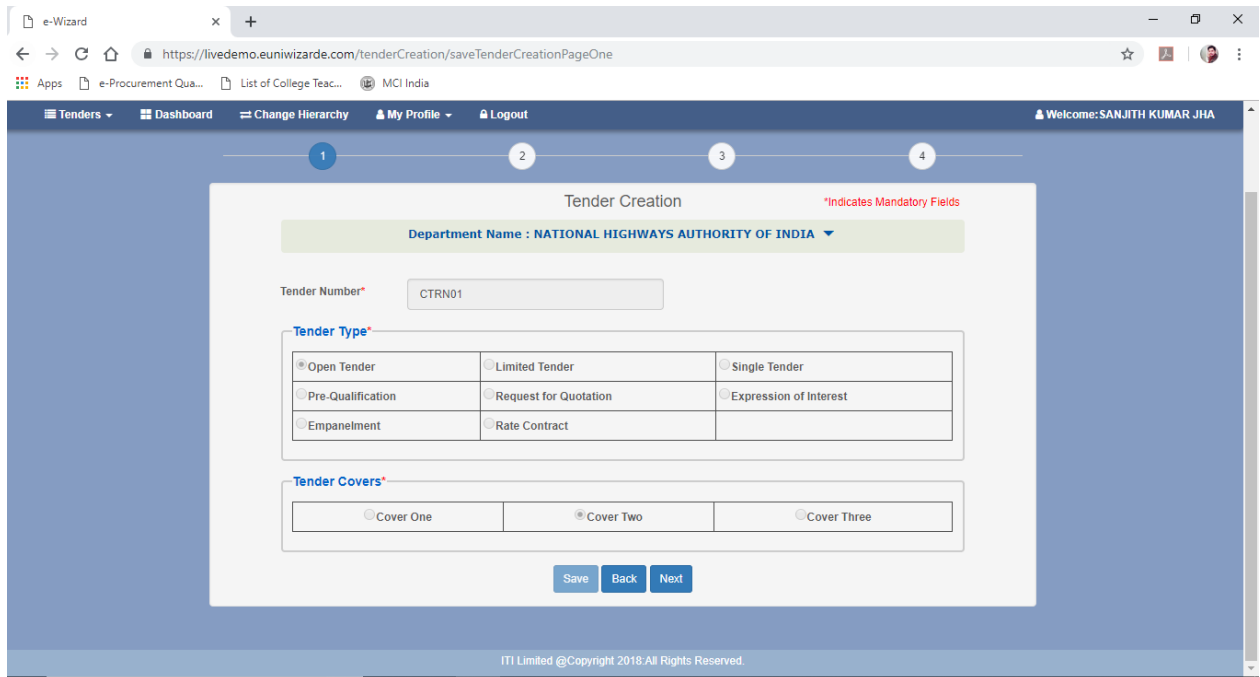 e-Wizard
https://livedemo.euniwizarde.com/tenderCreation/saveTenderCreationPageOne
Apps e-Procurement Qua... List of College Teac... MCI India
Tenders Dashboard Change Hierarchy My Profile Logout Welcome:SANJITH KUMAR JHA
1 2 3 4
Tender Creation *Indicates Mandatory Fields
Department Name : NATIONAL HIGHWAYS AUTHORITY OF INDIA
Tender Number* CTRN01
Tender Type*
Open Tender Limited Tender Single Tender
Pre-Qualification Request for Quotation Expression of Interest
Empanelment Rate Contract
Tender Covers*
Cover One Cover Two Cover Three
Save Back Next
ITI Limited @Copyright 2018:All Rights Reserved.